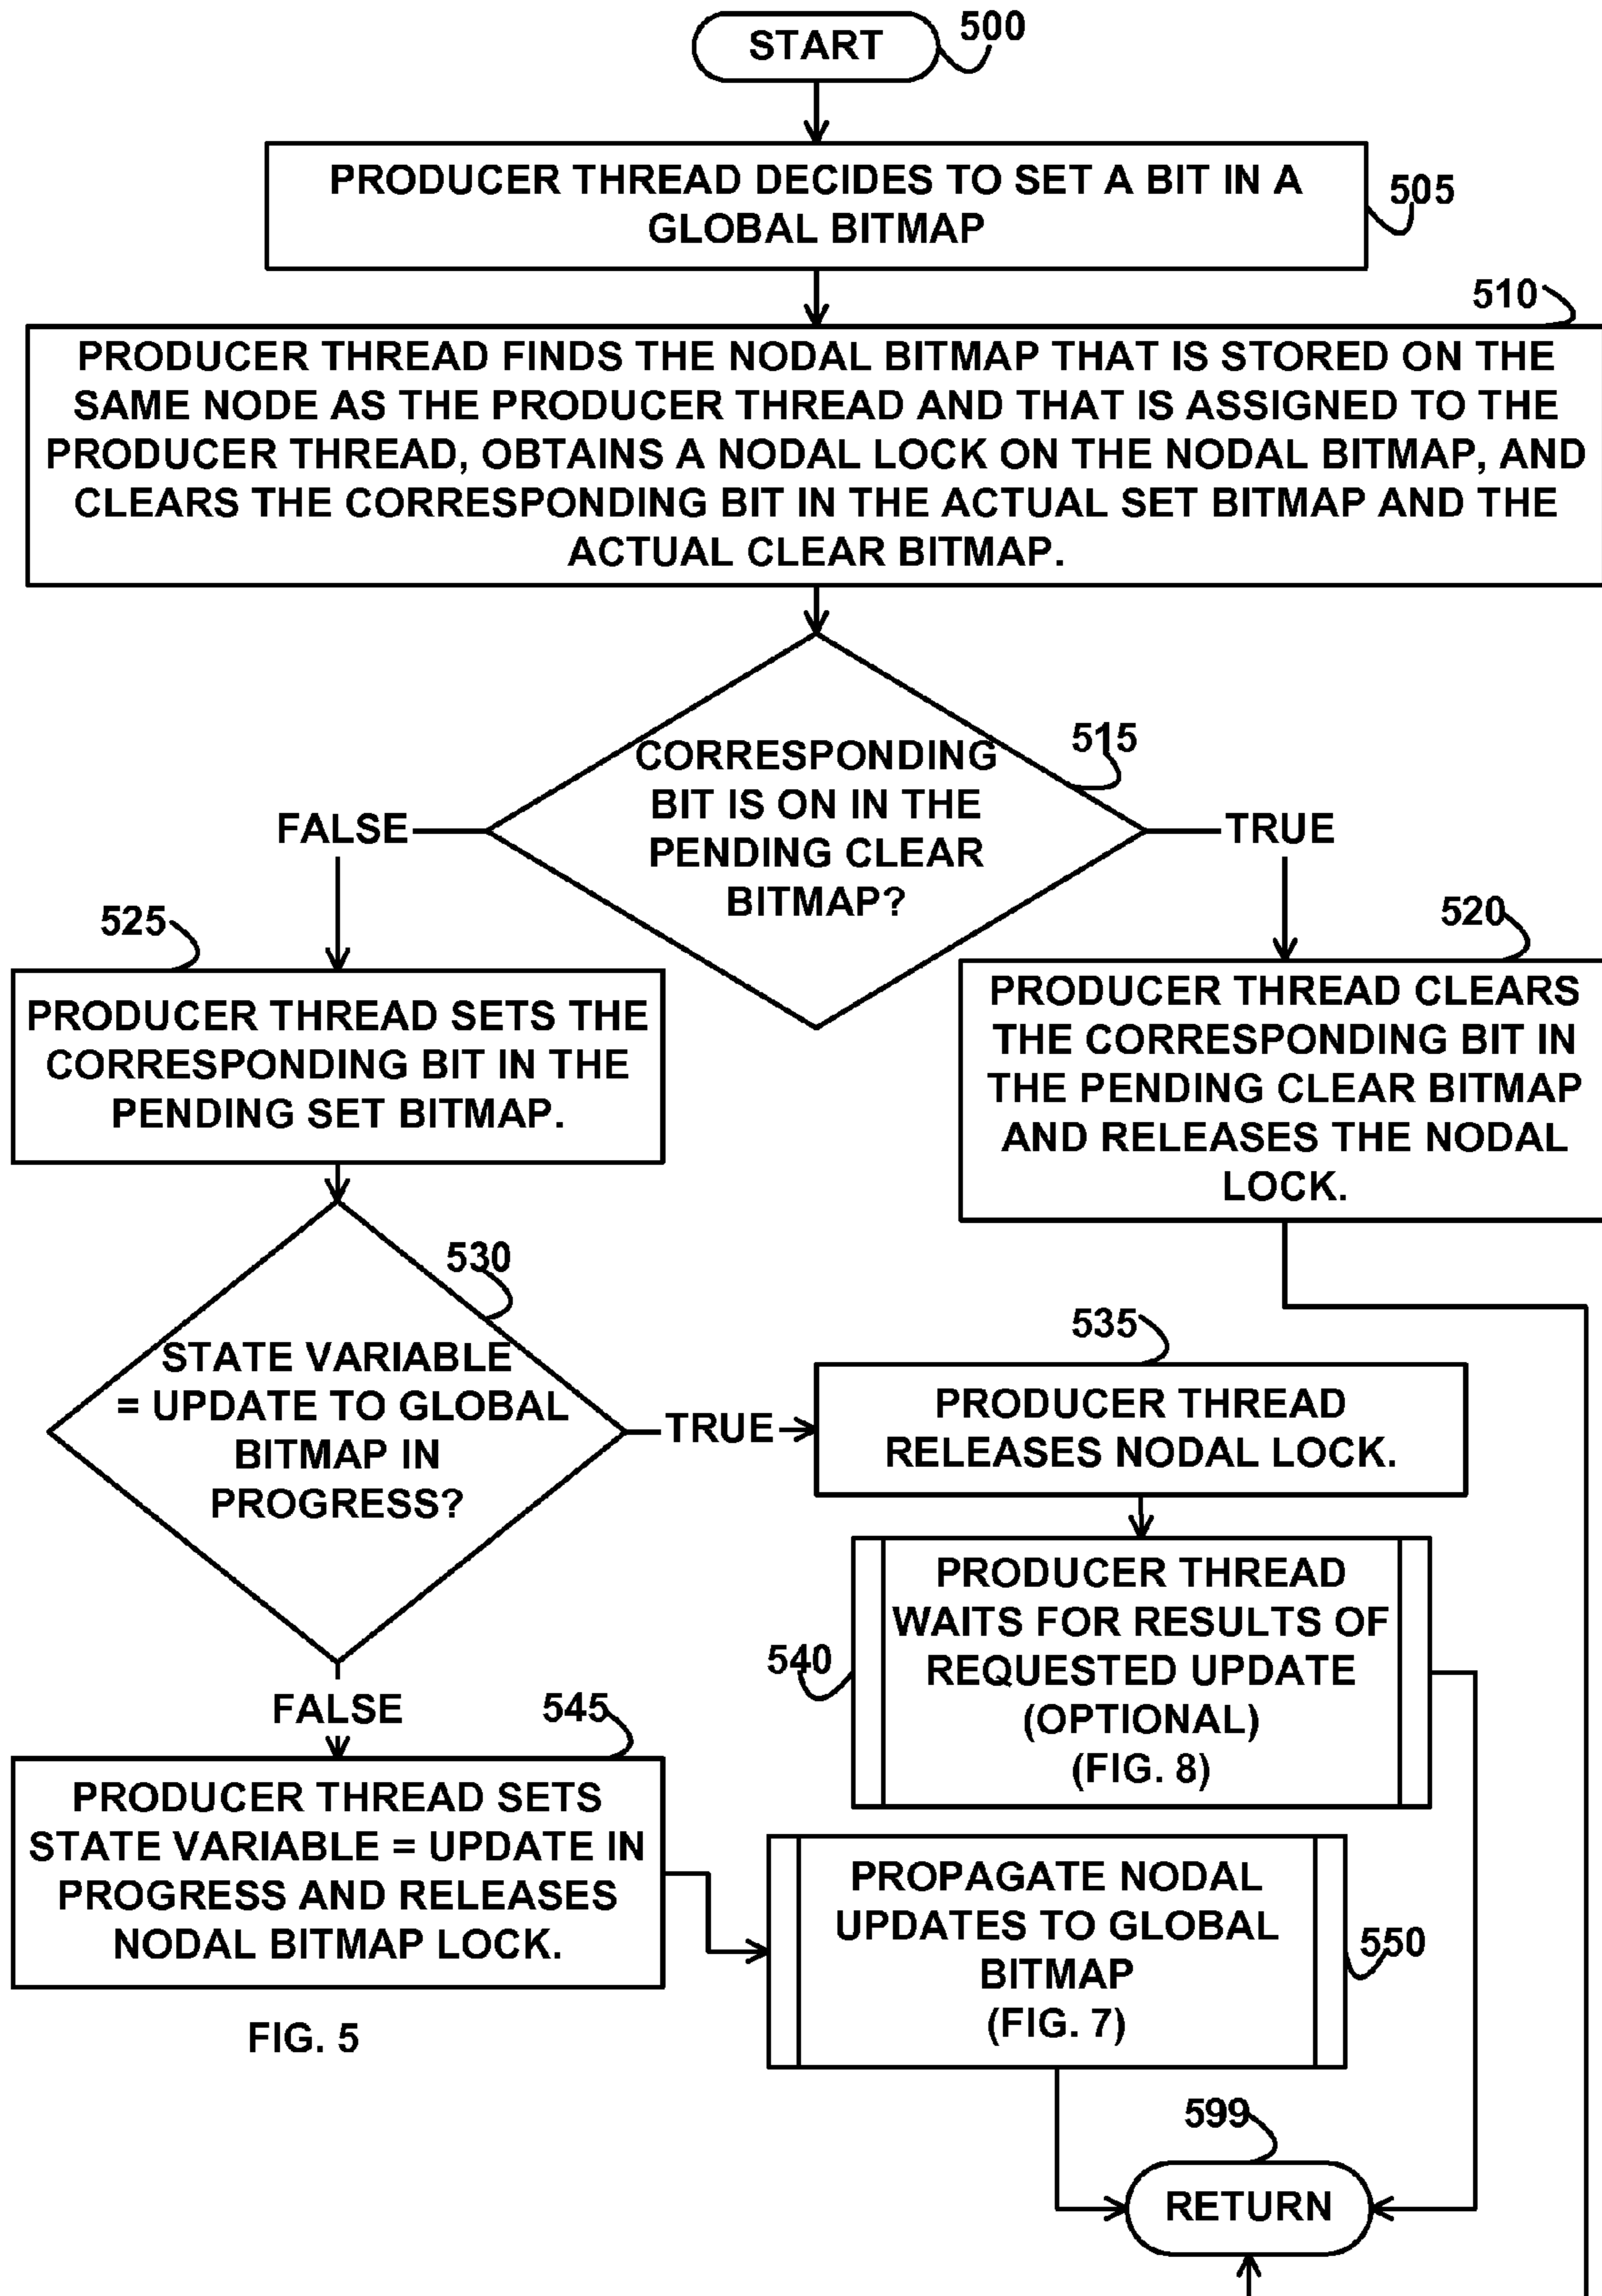 START
500
PRODUCER THREAD DECIDES TO SET A BIT IN A
GLOBAL BITMAP
505
510
PRODUCER THREAD FINDS THE NODAL BITMAP THAT IS STORED ON THE
SAME NODE AS THE PRODUCER THREAD AND THAT IS ASSIGNED TO THE
PRODUCER THREAD, OBTAINS A NODAL LOCK ON THE NODAL BITMAP, AND
CLEARS THE CORRESPONDING BIT IN THE ACTUAL SET BITMAP AND THE
ACTUAL CLEAR BITMAP.
CORRESPONDING
BIT IS ON IN THE
PENDING CLEAR
BITMAP?
515
FALSE
TRUE
525
PRODUCER THREAD SETS THE
CORRESPONDING BIT IN THE
PENDING SET BITMAP.
520
PRODUCER THREAD CLEARS
THE CORRESPONDING BIT IN
THE PENDING CLEAR BITMAP
AND RELEASES THE NODAL
LOCK.
530
STATE VARIABLE
= UPDATE TO GLOBAL
BITMAP IN
PROGRESS?
TRUE
535
PRODUCER THREAD
RELEASES NODAL LOCK.
540
PRODUCER THREAD
WAITS FOR RESULTS OF
REQUESTED UPDATE
(OPTIONAL)
(FIG. 8)
FALSE
545
PRODUCER THREAD SETS
STATE VARIABLE = UPDATE IN
PROGRESS AND RELEASES
NODAL BITMAP LOCK.
PROPAGATE NODAL
UPDATES TO GLOBAL
BITMAP
(FIG. 7)
550
FIG. 5
599
RETURN